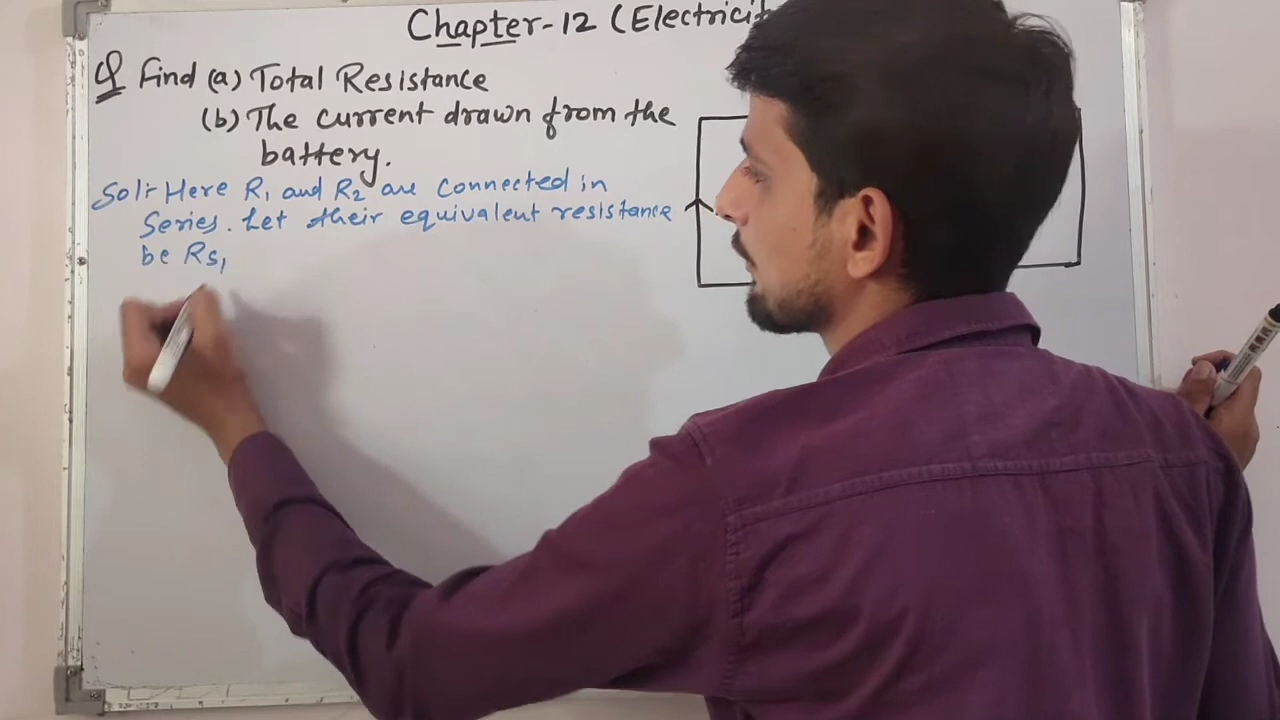 Chapter-12 (Electricit
Q Find (a) Total Resistance
(b) The current drawn from the
battery.
Sol:- Here R1 and R2 are connected in
Series. Let their equivalent resistance
be Rs1